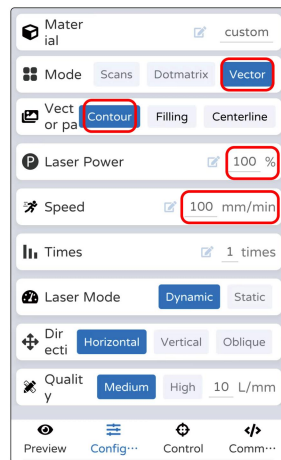 Mater
ial
custom
Mode Scans Dotmatrix Vector
Vect
or pa
Contour Filling Centerline
P Laser Power 100 %
Speed 100 mm/min
Times 1 times
Laser Mode Dynamic Static
Dir
ecti
Horizontal Vertical Oblique
Qualit
y
Medium High 10 L/mm
Preview Config⋯ Control Comm⋯